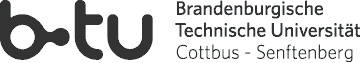 b-tu
Brandenburgische
Technische Universität
Cottbus - Senftenberg